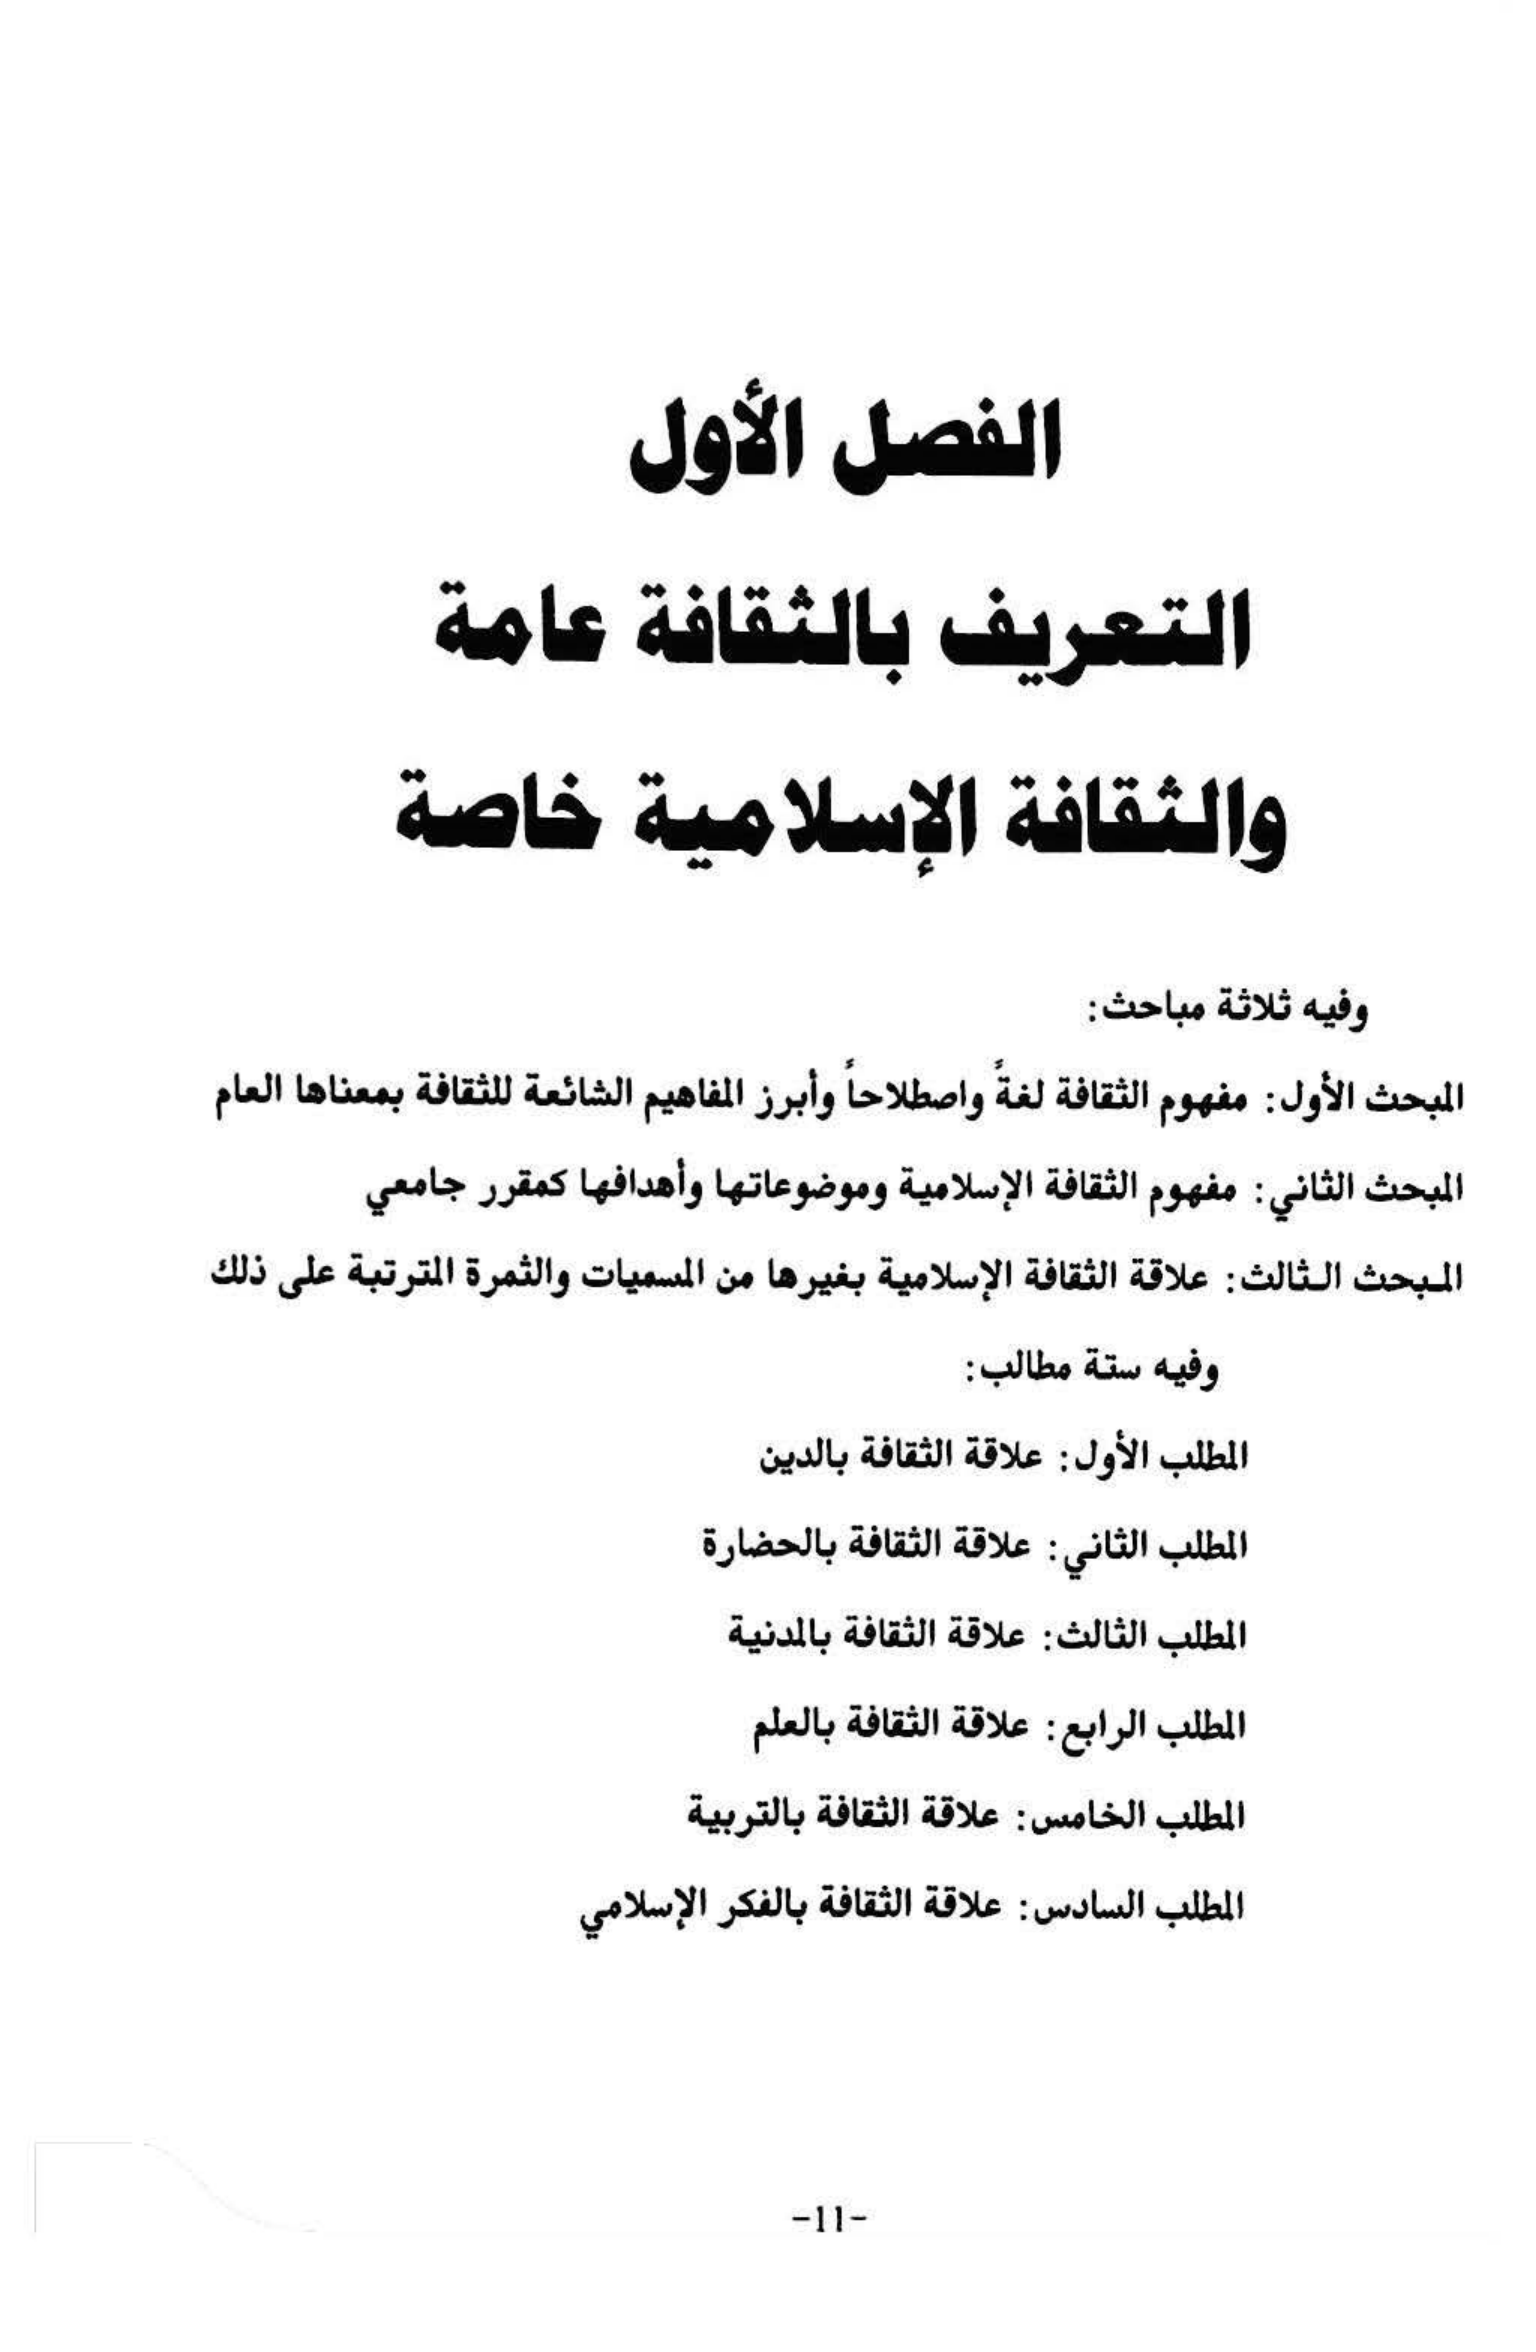 الفصل الأول
التعريف بالثقافة عامة
والثقافة الإسلامية خاصة
وفيه ثلاثة مباحث:
المبحث الأول: مفهوم الثقافة لغةً واصطلاحاً وأبرز المفاهيم الشائعة للثقافة بمعناها العام
المبحث الثاني: مفهوم الثقافة الإسلامية وموضوعاتها وأهدافها كمقرر جامعي
المبحث الثالث: علاقة الثقافة الإسلامية بغيرها من المسميات والثمرة المترتبة على ذلك
وفيه ستة مطالب:
المطلب الأول: علاقة الثقافة بالدين
المطلب الثاني: علاقة الثقافة بالحضارة
المطلب الثالث: علاقة الثقافة بالمدنية
المطلب الرابع: علاقة الثقافة بالعلم
المطلب الخامس: علاقة الثقافة بالتربية
المطلب السادس: علاقة الثقافة بالفكر الإسلامي
-11-